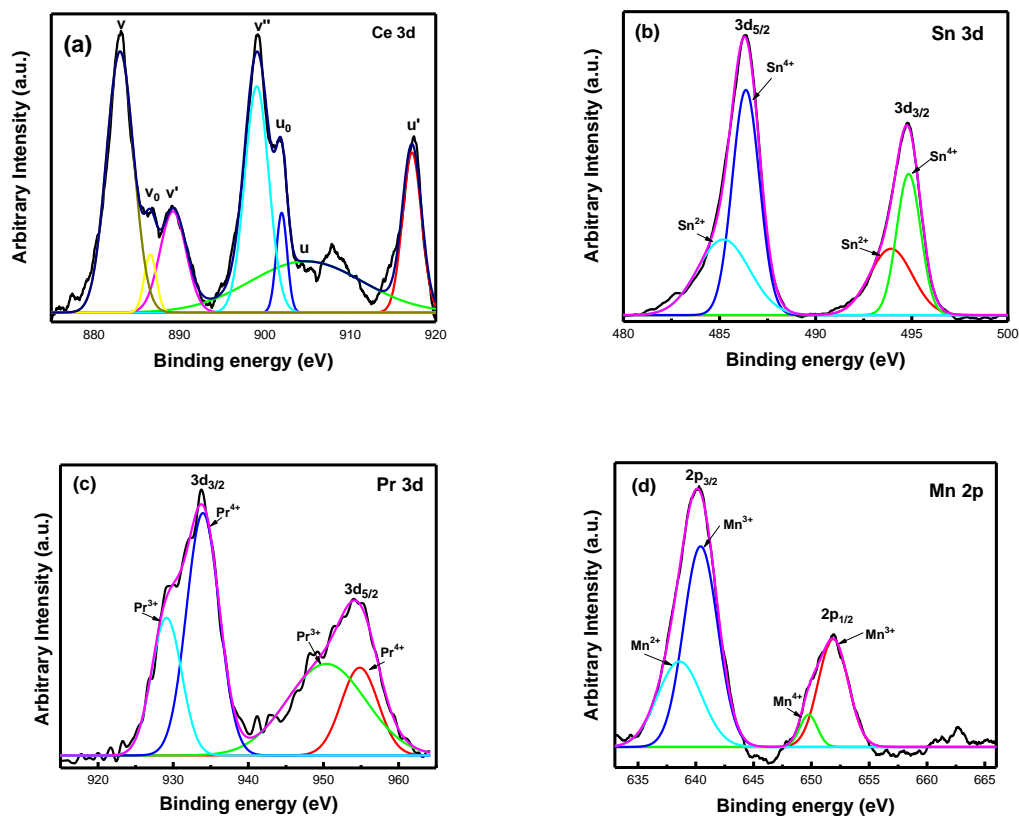 (a)
Ce 3d
v
v0
v'
v''
u0
u
u'
Arbitrary Intensity (a.u.)
880 890 900 910 920
Binding energy (eV)
(b)
Sn 3d
3d5/2
Sn4+
Sn2+
3d3/2
Sn4+
Sn2+
Arbitrary Intensity (a.u.)
480 485 490 495 500
Binding energy (eV)
(c)
Pr 3d
3d3/2
Pr4+
Pr3+
3d5/2
Pr3+
Pr4+
Arbitrary Intensity (a.u.)
920 930 940 950 960
Binding energy (eV)
(d)
Mn 2p
2p3/2
Mn3+
Mn2+
2p1/2
Mn3+
Mn4+
Arbitrary Intensity (a.u.)
635 640 645 650 655 660 665
Binding energy (eV)